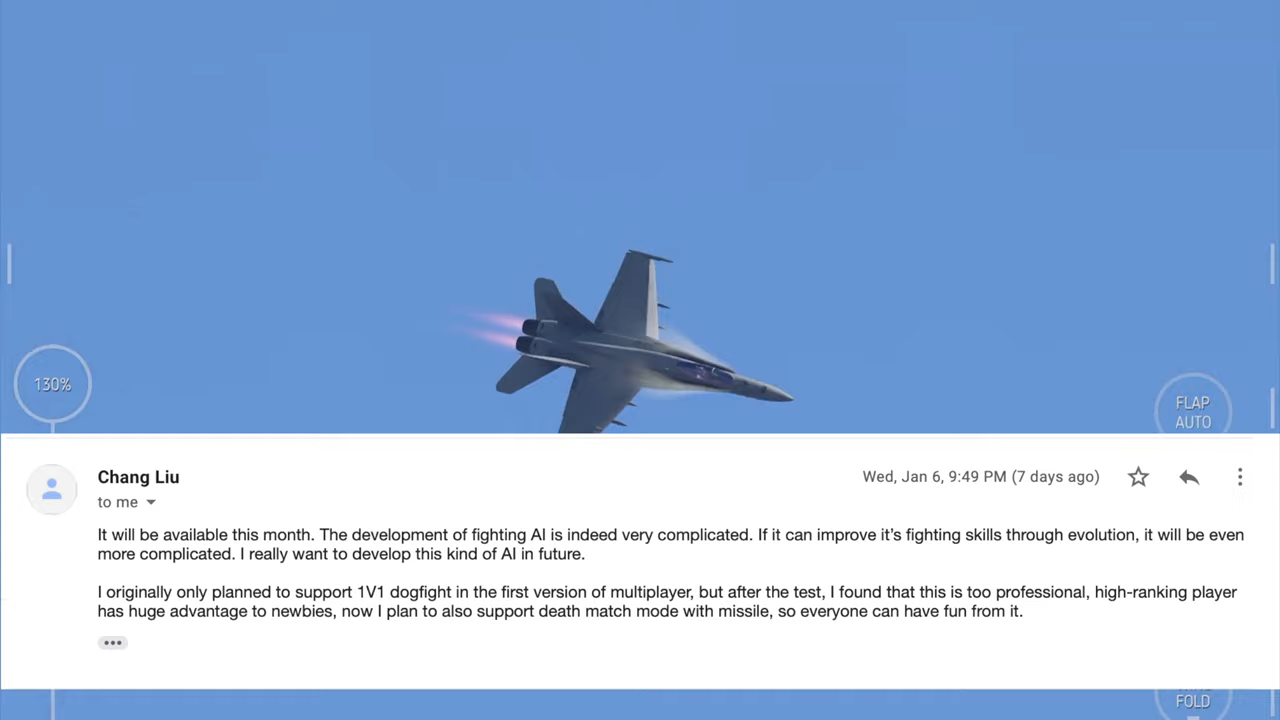 130%
FLAP
AUTO
Chang Liu
Wed, Jan 6, 9:49 PM (7 days ago)
to me
It will be available this month. The development of fighting AI is indeed very complicated. If it can improve it's fighting skills through evolution, it will be even
more complicated. I really want to develop this kind of AI in future.
I originally only planned to support 1V1 dogfight in the first version of multiplayer, but after the test, I found that this is too professional, high-ranking player
has huge advantage to newbies, now I plan to also support death match mode with missile, so everyone can have fun from it.
FOLD